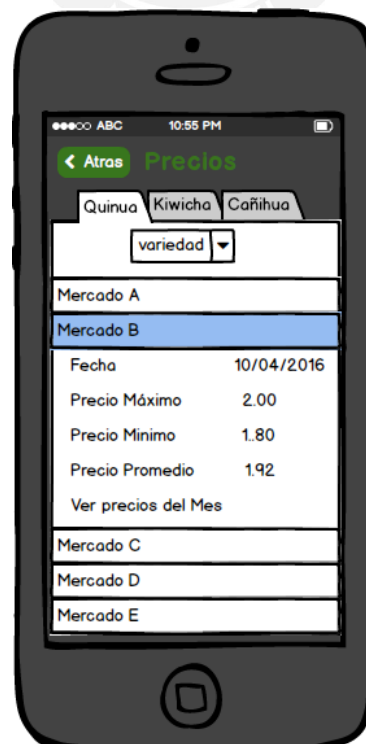 ABC 10:55 PM
Atras Precios
Quinua Kiwicha Cañihua
variedad
Mercado A
Mercado B
Fecha 10/04/2016
Precio Máximo 2.00
Precio Minimo 1..80
Precio Promedio 1.92
Ver precios del Mes
Mercado C
Mercado D
Mercado E